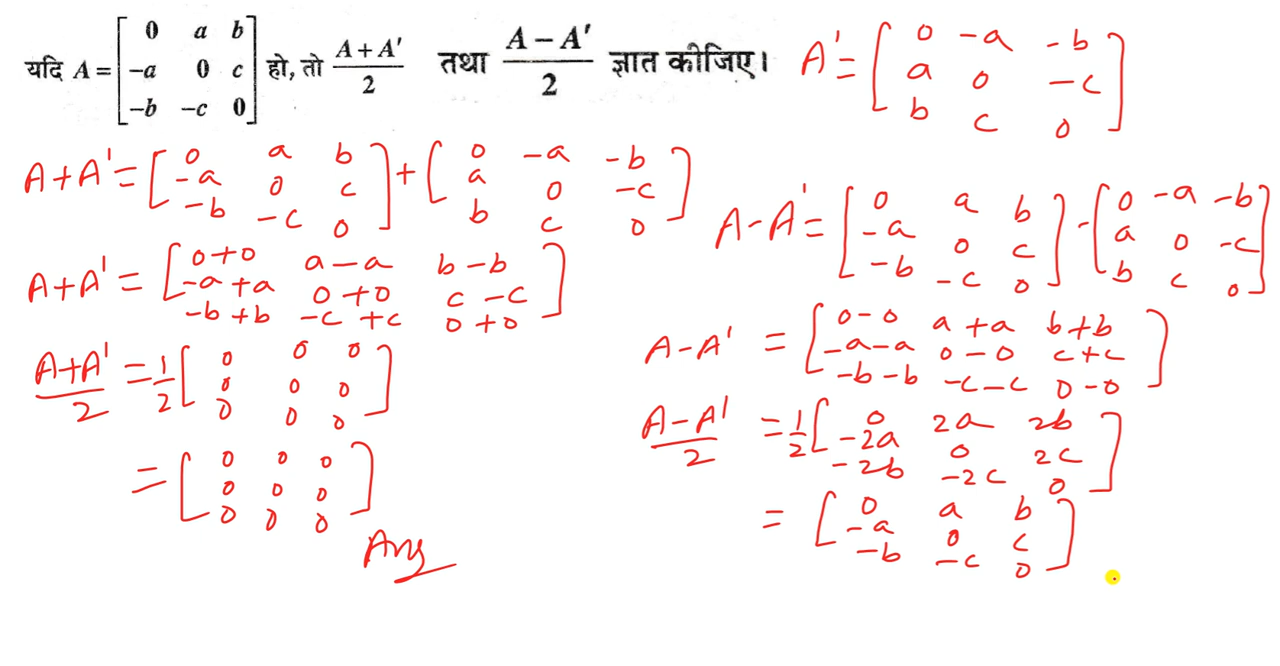 यदि A = [ 0 a b ; -a 0 c ; -b -c 0 ] हो, तो (A + A')/2 तथा (A - A')/2 ज्ञात कीजिए।
A' = [ 0 -a -b ; a 0 -c ; b c 0 ]
A+A' = [ 0 a b ; -a 0 c ; -b -c 0 ] + [ 0 -a -b ; a 0 -c ; b c 0 ]
A+A' = [ 0+0 a-a b-b ; -a+a 0+0 c-c ; -b+b -c+c 0+0 ]
(A+A')/2 = 1/2 [ 0 0 0 ; 0 0 0 ; 0 0 0 ]
= [ 0 0 0 ; 0 0 0 ; 0 0 0 ]
Ans
A-A' = [ 0 a b ; -a 0 c ; -b -c 0 ] - [ 0 -a -b ; a 0 -c ; b c 0 ]
A-A' = [ 0-0 a+a b+b ; -a-a 0-0 c+c ; -b-b -c-c 0-0 ]
(A-A')/2 = 1/2 [ 0 2a 2b ; -2a 0 2c ; -2b -2c 0 ]
= [ 0 a b ; -a 0 c ; -b -c 0 ]